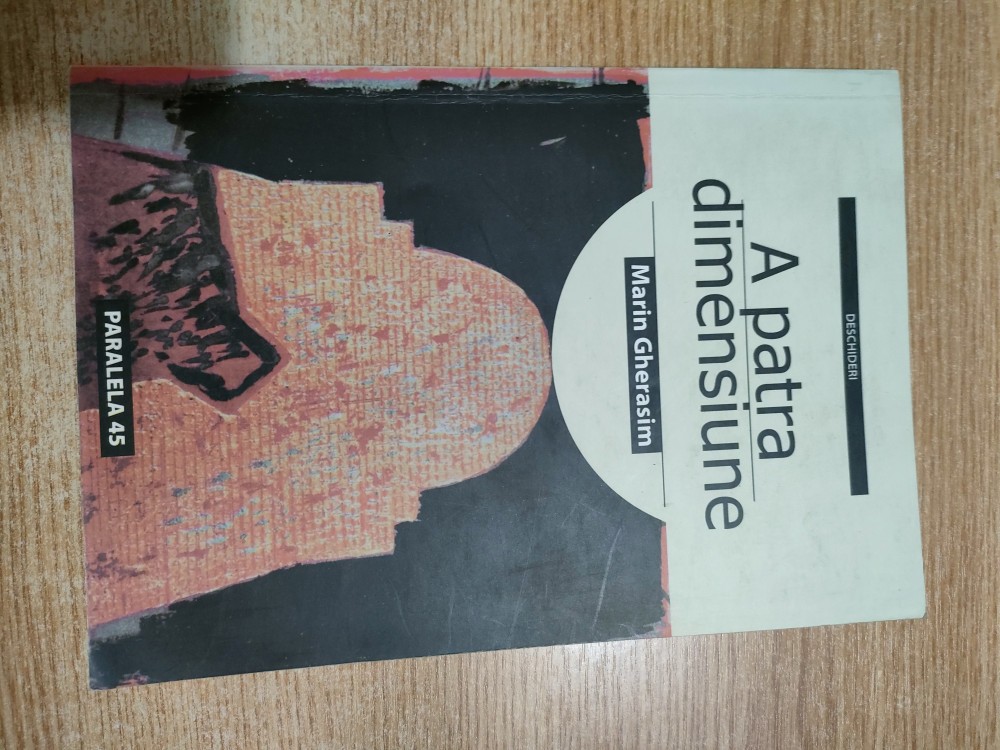 DESCHIDERI
A patra
dimensiune
Marin Gherasim
PARALELA 45